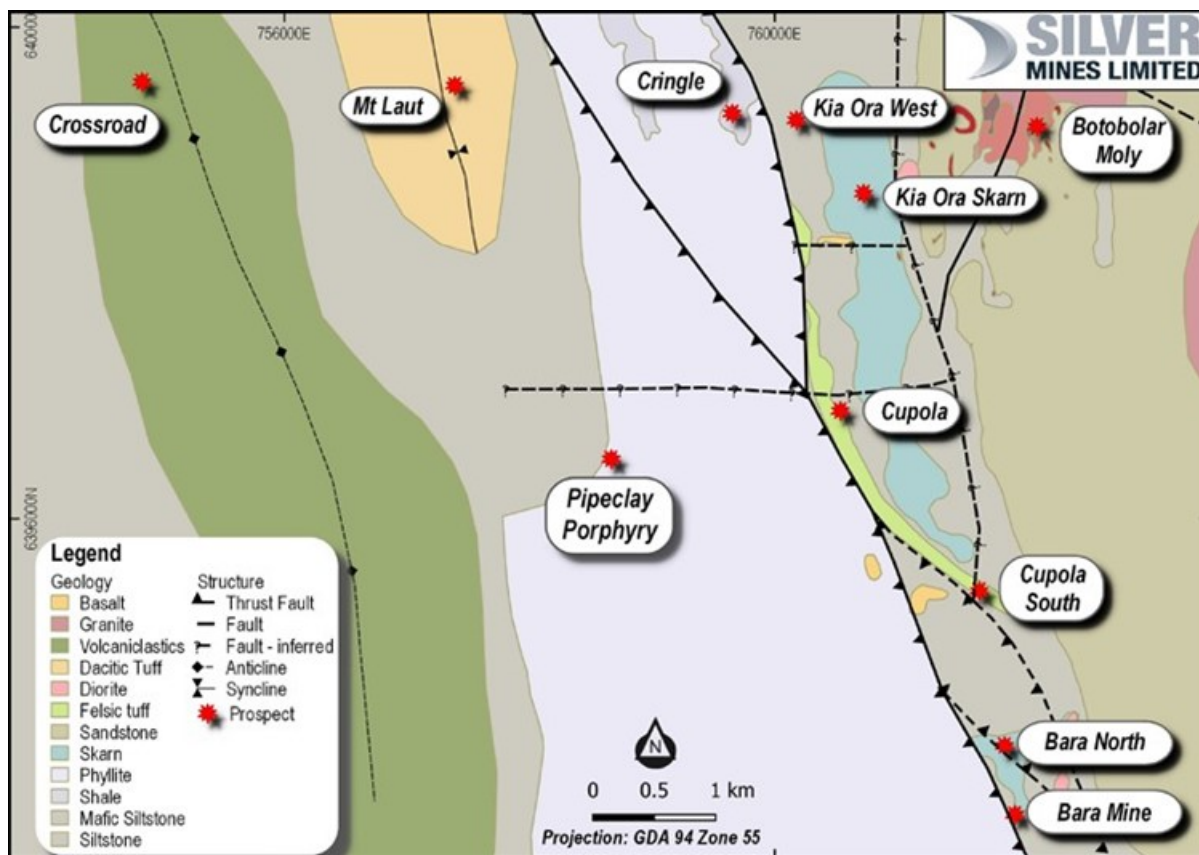 6400000
756000E
760000E
SILVER
MINES LIMITED
Crossroad
Mt Laut
Cringle
Kia Ora West
Botobolar
Moly
Kia Ora Skarn
Cupola
Pipeclay
Porphyry
6396000N
Cupola
South
Bara North
Bara Mine
Legend
Geology
Basalt
Granite
Volcaniclastics
Dacitic Tuff
Diorite
Felsic tuff
Sandstone
Skarn
Phyllite
Shale
Mafic Siltstone
Siltstone
Structure
Thrust Fault
Fault
Fault - inferred
Anticline
Syncline
Prospect
N
0 0.5 1 km
Projection: GDA 94 Zone 55